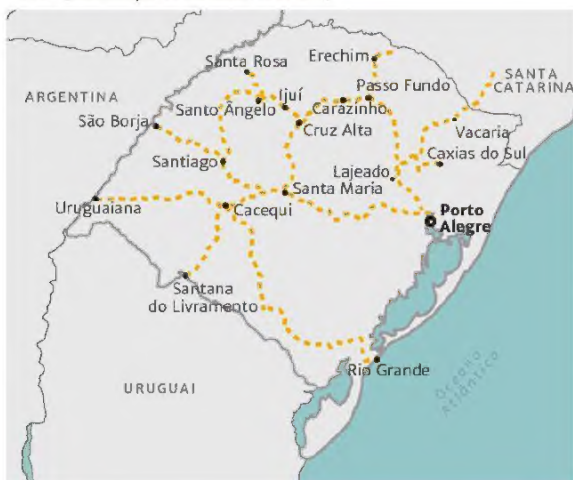 Santa Rosa
Erechim
Ijuí
Passo Fundo
SANTA
CATARINA
ARGENTINA
Santo Ângelo
Carazinho
São Borja
Cruz Alta
Vacaria
Caxias do Sul
Santiago
Lajeado
Santa Maria
Uruguaiana
Cacequi
Porto
Alegre
Santana
do Livramento
Rio Grande
URUGUAI
Oceano
Atlântico